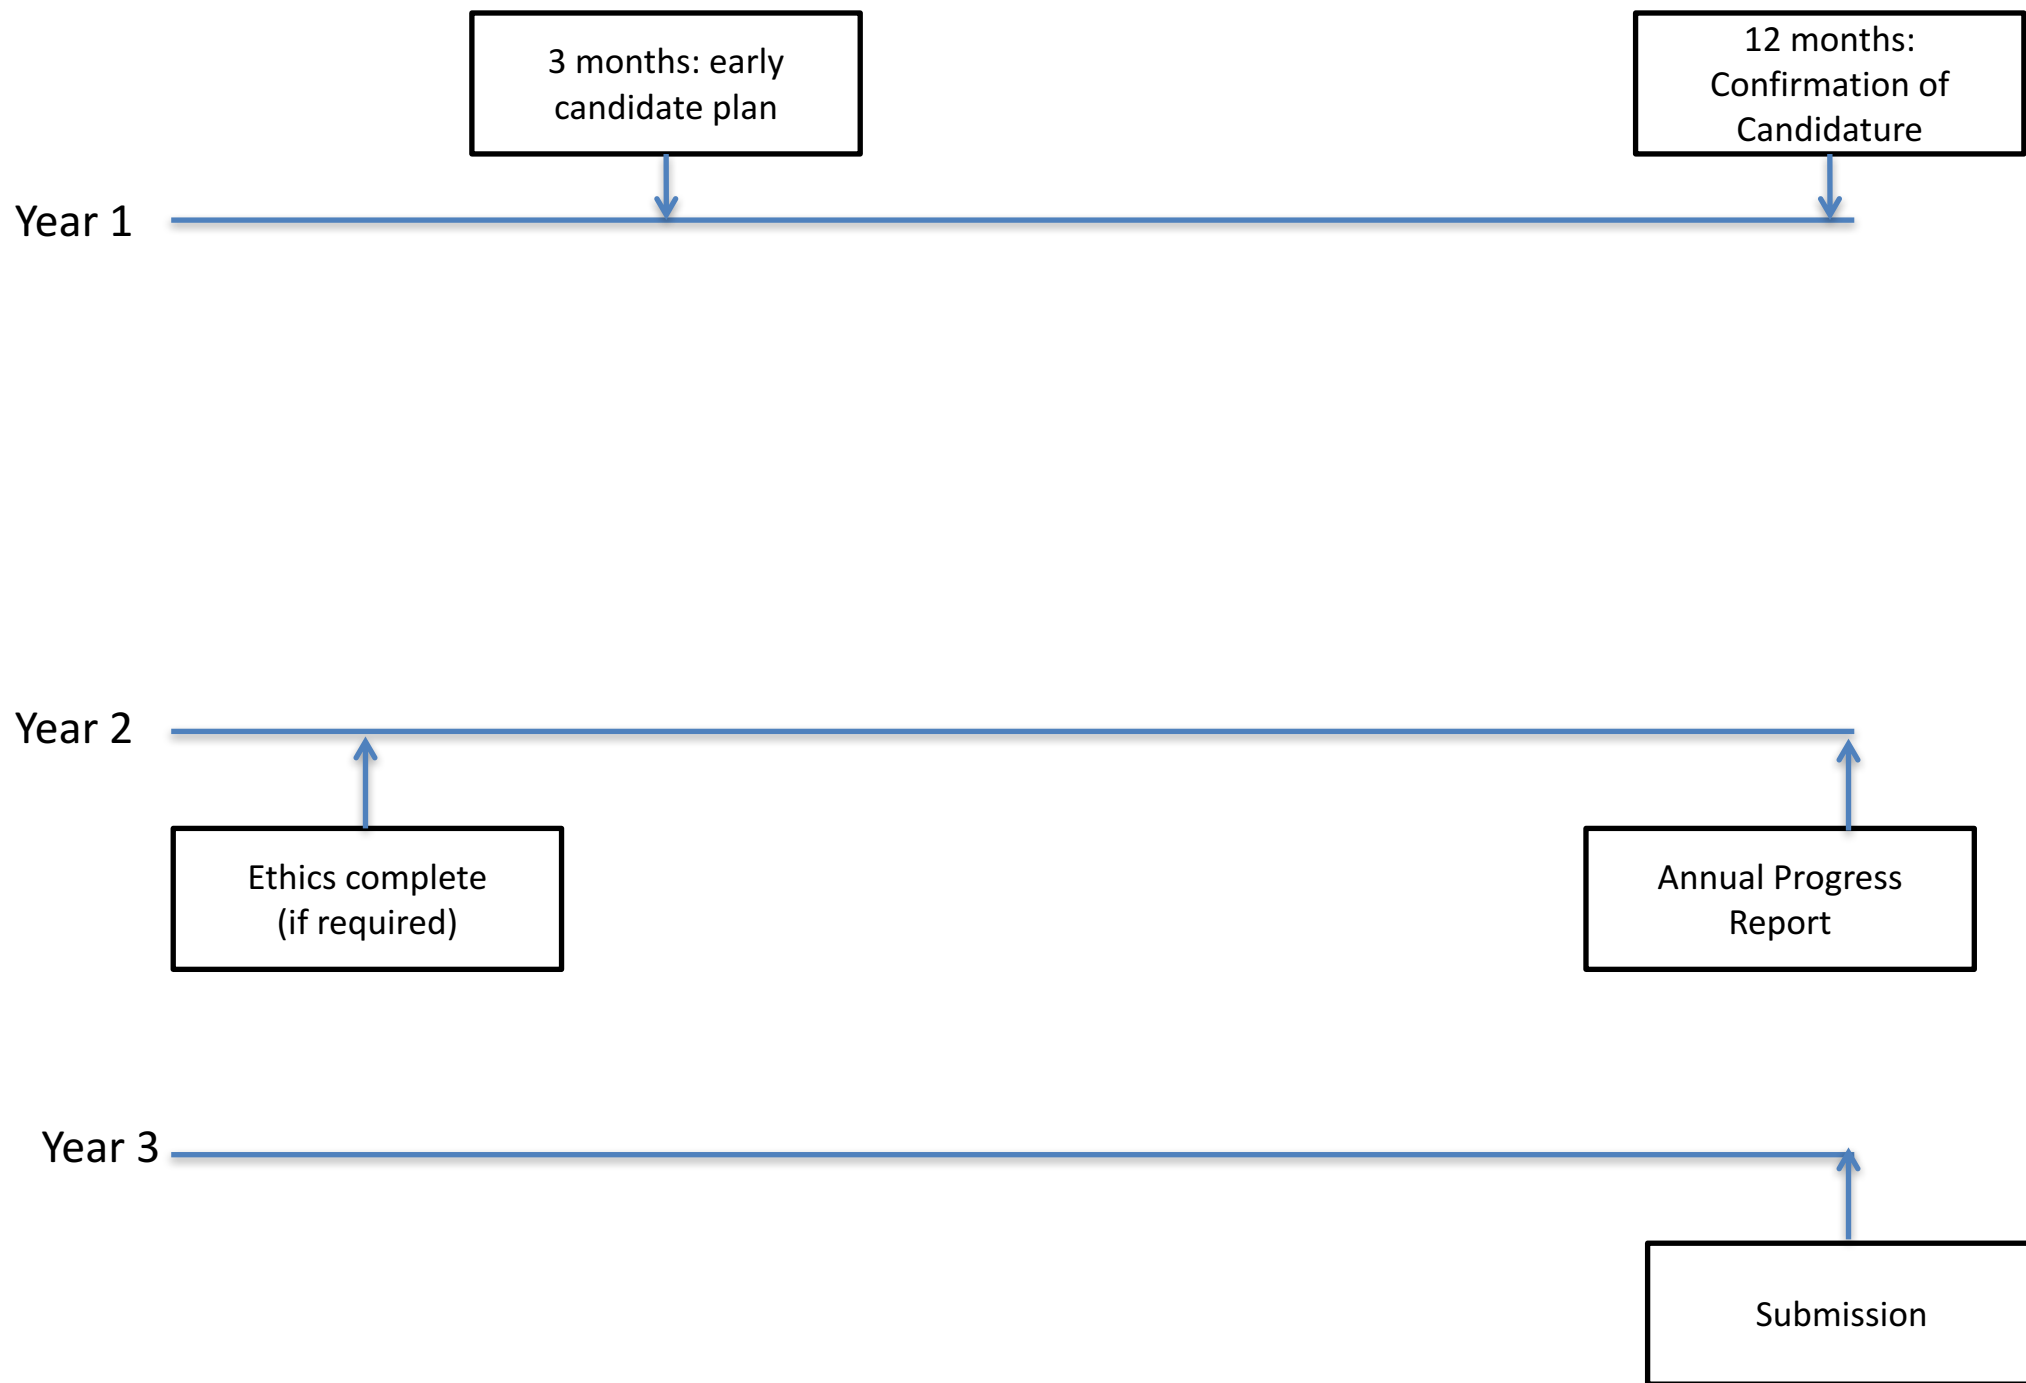 3 months: early
candidate plan
12 months:
Confirmation of
Candidature
Year 1
Year 2
Ethics complete
(if required)
Annual Progress
Report
Year 3
Submission